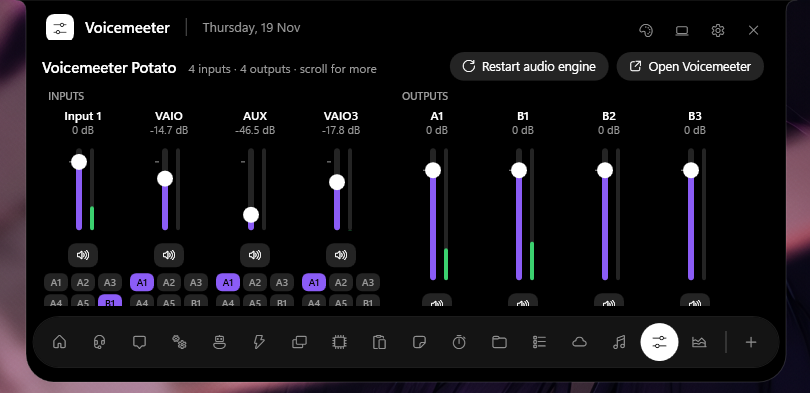 Voicemeeter | Thursday, 19 Nov
Voicemeeter Potato 4 inputs · 4 outputs · scroll for more Restart audio engine Open Voicemeeter
INPUTS OUTPUTS
Input 1 VAIO AUX VAIO3 A1 B1 B2 B3
0 dB -14.7 dB -46.5 dB -17.8 dB 0 dB 0 dB 0 dB 0 dB
A1 A2 A3 A1 A2 A3 A1 A2 A3 A1 A2 A3
A4 A5 B1 A4 A5 B1 A4 A5 B1 A4 A5 B1